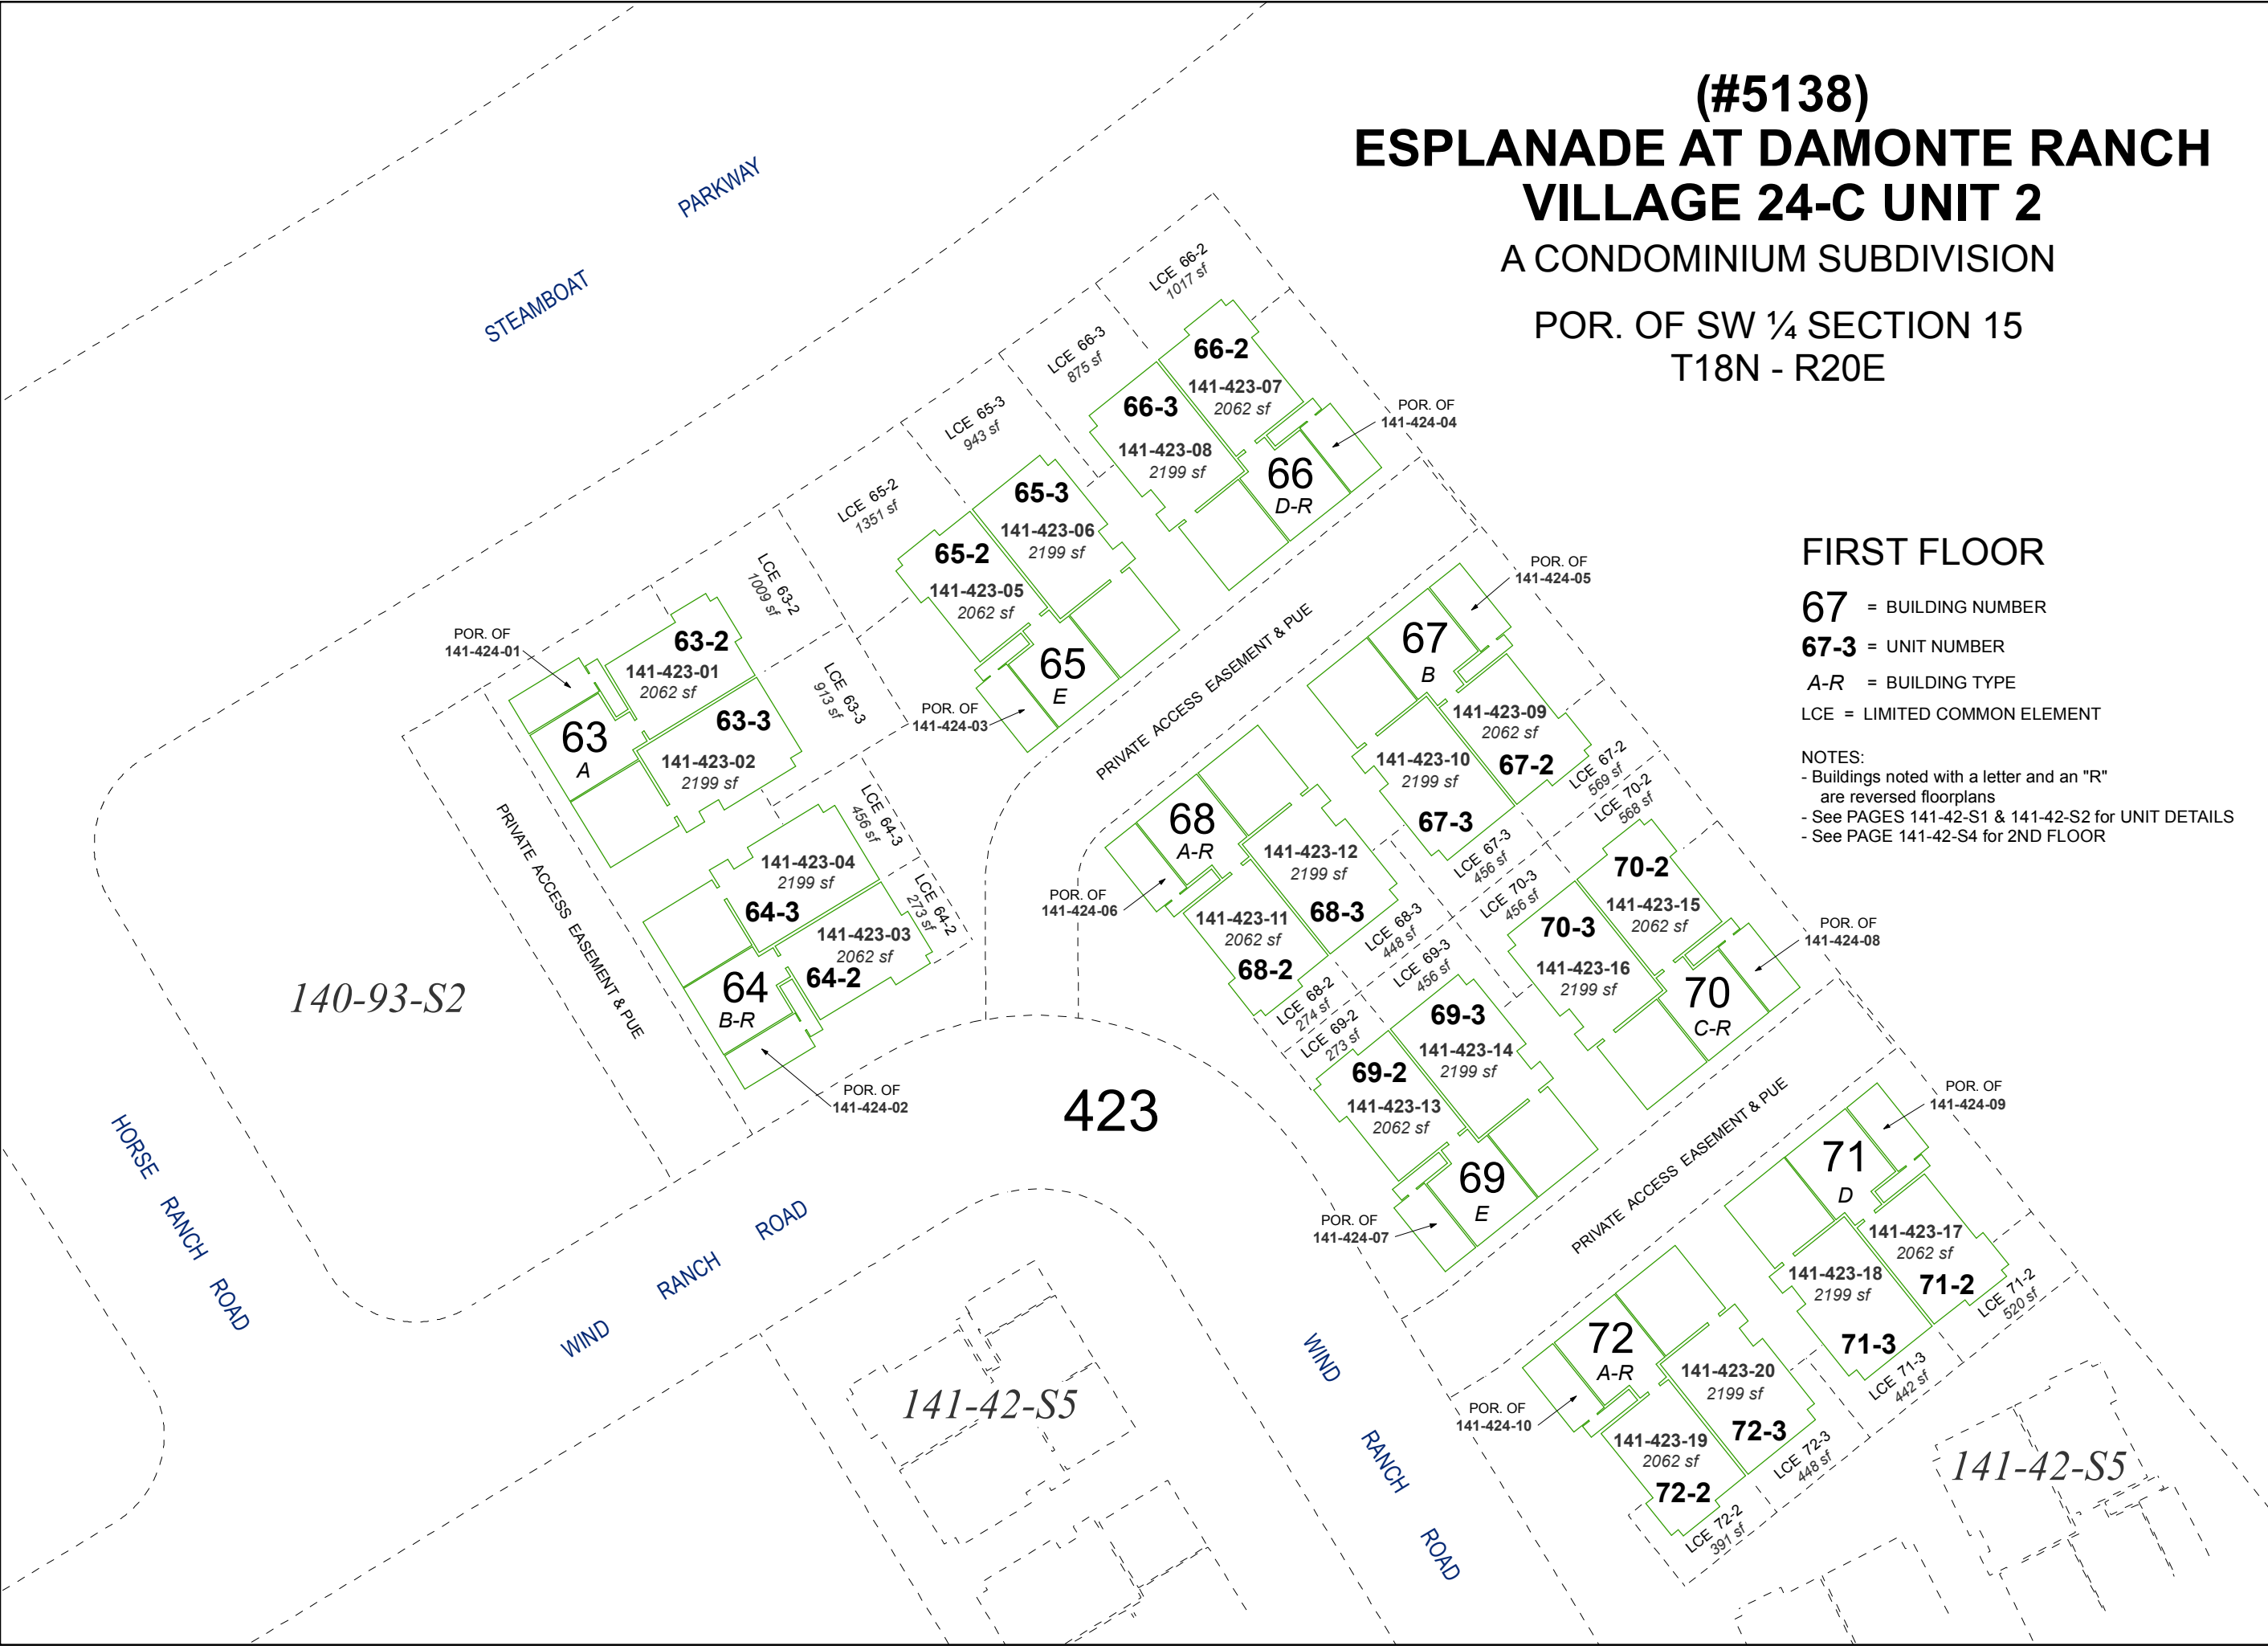 (#5138)
ESPLANADE AT DAMONTE RANCH
VILLAGE 24-C UNIT 2
A CONDOMINIUM SUBDIVISION
POR. OF SW ¼ SECTION 15
T18N - R20E
FIRST FLOOR
67 = BUILDING NUMBER
67-3 = UNIT NUMBER
A-R = BUILDING TYPE
LCE = LIMITED COMMON ELEMENT
NOTES:
- Buildings noted with a letter and an "R"
are reversed floorplans
- See PAGES 141-42-S1 & 141-42-S2 for UNIT DETAILS
- See PAGE 141-42-S4 for 2ND FLOOR
STEAMBOAT PARKWAY
LCE 66-2
1017 sf
LCE 66-3
875 sf
LCE 65-3
943 sf
LCE 65-2
1351 sf
LCE 63-2
1009 sf
LCE 63-3
913 sf
LCE 64-3
456 sf
LCE 64-2
273 sf
66-2
141-423-07
2062 sf
66-3
141-423-08
2199 sf
66
D-R
POR. OF
141-424-04
65-3
141-423-06
2199 sf
65-2
141-423-05
2062 sf
65
E
POR. OF
141-424-03
63-2
141-423-01
2062 sf
63-3
141-423-02
2199 sf
63
A
POR. OF
141-424-01
141-423-04
2199 sf
64-3
141-423-03
2062 sf
64-2
64
B-R
POR. OF
141-424-02
PRIVATE ACCESS EASEMENT & PUE
PRIVATE ACCESS EASEMENT & PUE
POR. OF
141-424-05
67
B
141-423-09
2062 sf
67-2
141-423-10
2199 sf
67-3
LCE 67-2
569 sf
LCE 70-2
568 sf
LCE 67-3
456 sf
LCE 70-3
456 sf
68
A-R
POR. OF
141-424-06
141-423-12
2199 sf
68-3
141-423-11
2062 sf
68-2
LCE 68-3
448 sf
LCE 69-3
456 sf
LCE 68-2
274 sf
LCE 69-2
273 sf
70-2
141-423-15
2062 sf
70-3
141-423-16
2199 sf
70
C-R
POR. OF
141-424-08
69-3
141-423-14
2199 sf
69-2
141-423-13
2062 sf
69
E
POR. OF
141-424-07
PRIVATE ACCESS EASEMENT & PUE
POR. OF
141-424-09
71
D
141-423-17
2062 sf
71-2
141-423-18
2199 sf
71-3
LCE 71-2
520 sf
LCE 71-3
442 sf
72
A-R
POR. OF
141-424-10
141-423-20
2199 sf
72-3
141-423-19
2062 sf
72-2
LCE 72-3
448 sf
LCE 72-2
391 sf
140-93-S2
423
HORSE RANCH ROAD
WIND RANCH ROAD
WIND RANCH ROAD
141-42-S5
141-42-S5